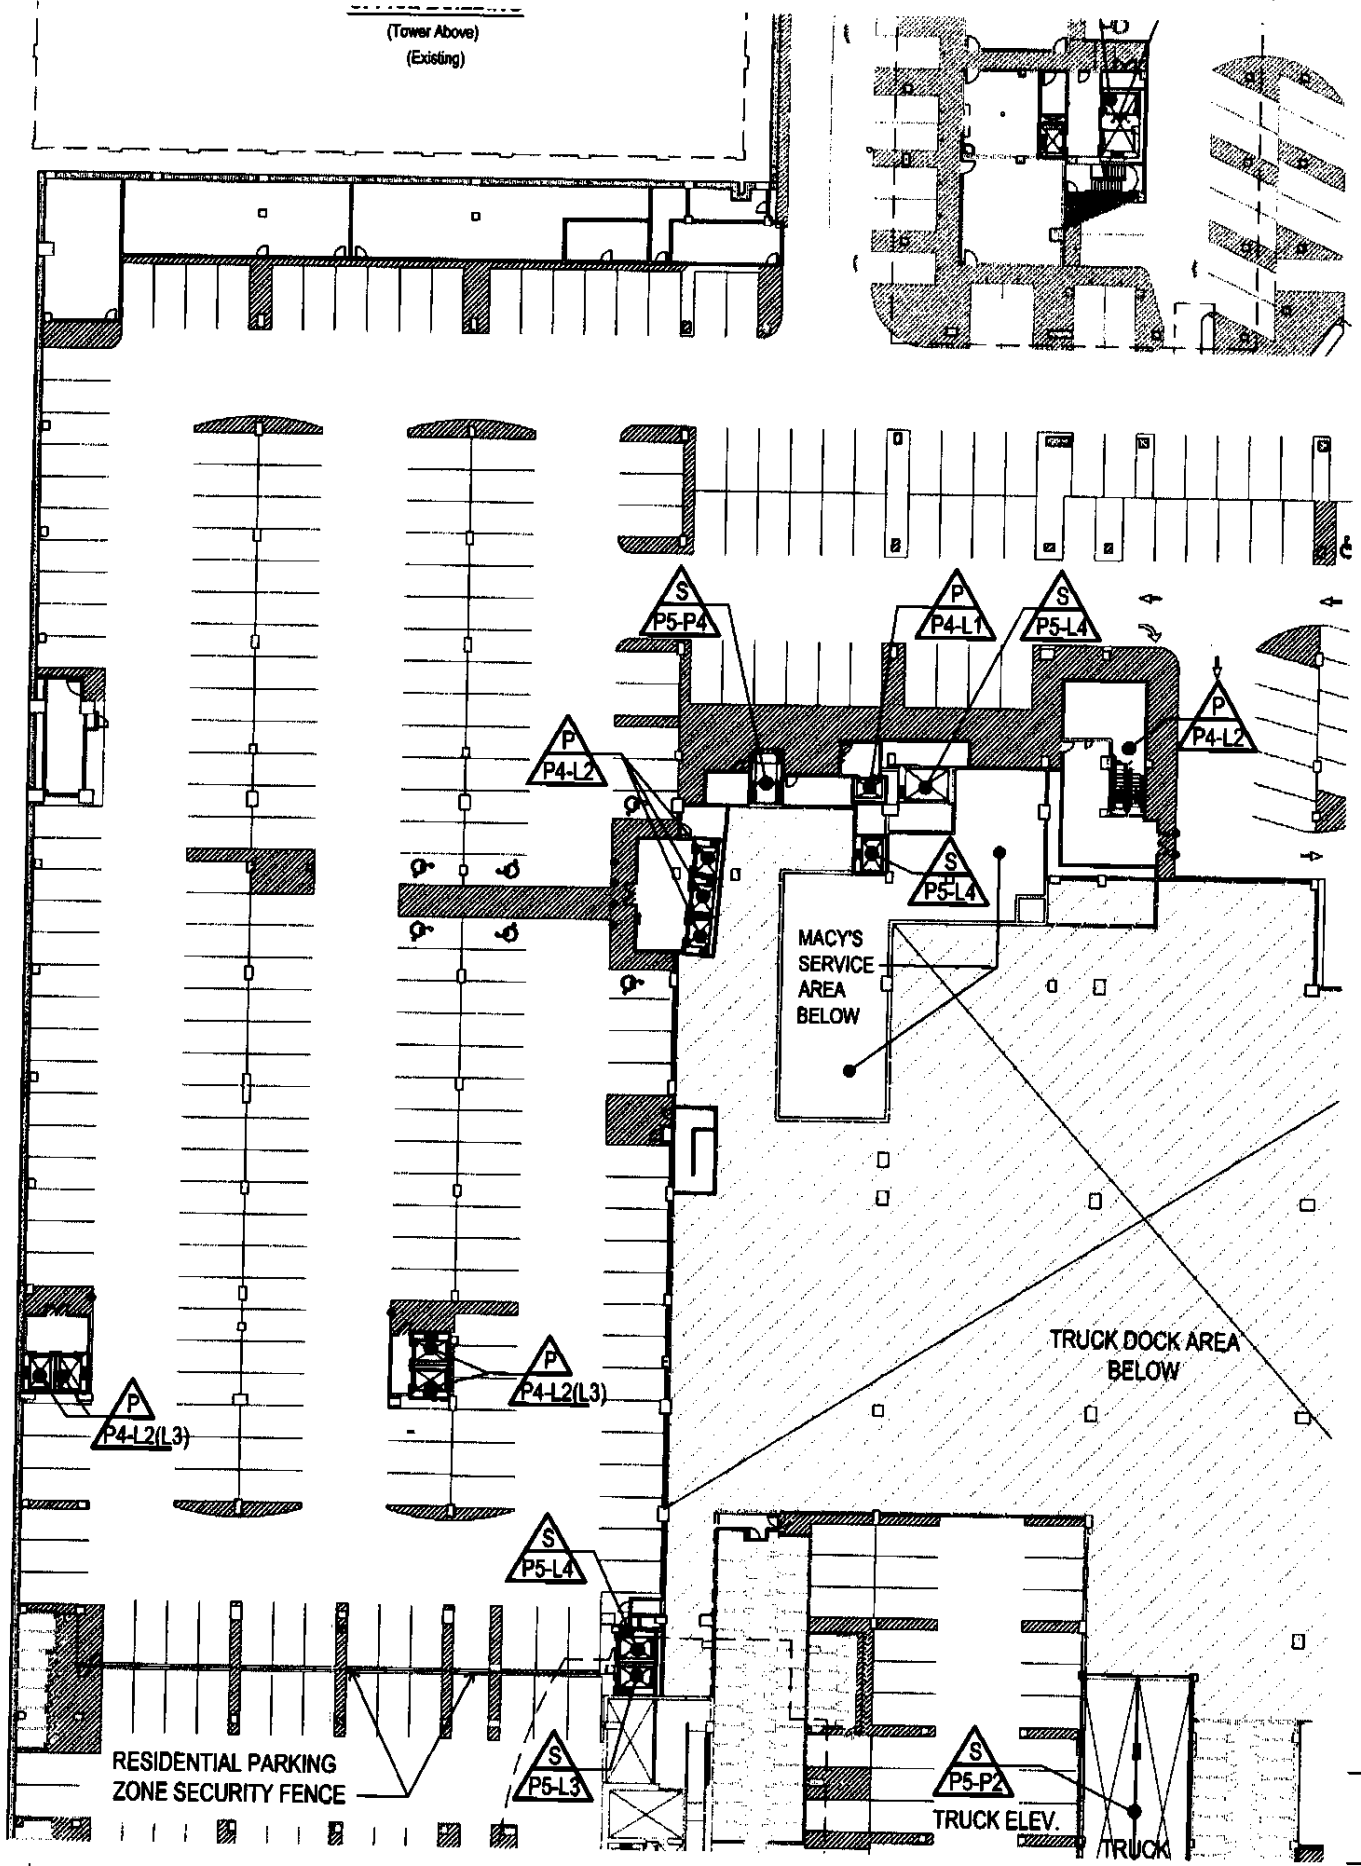 (Tower Above)
(Existing)
S
P5-P4
P
P4-L1
S
P5-L4
P
P4-L2
P
P4-L2
S
P5-L4
MACY'S
SERVICE
AREA
BELOW
TRUCK DOCK AREA
BELOW
P
P4-L2(L3)
P
P4-L2(L3)
S
P5-L4
S
P5-L3
RESIDENTIAL PARKING
ZONE SECURITY FENCE
S
P5-P2
TRUCK ELEV.
TRUCK